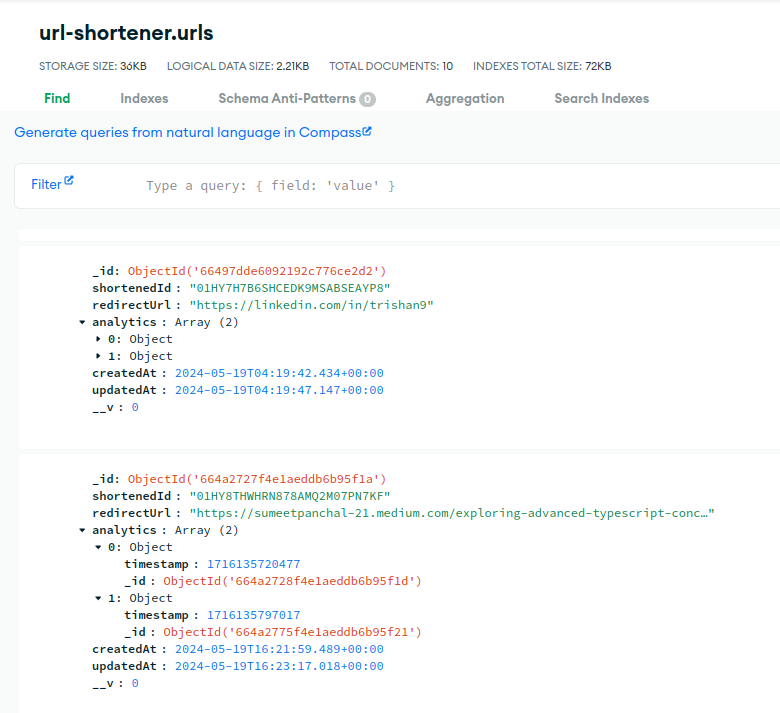 url-shortener.urls
STORAGE SIZE: 36KB LOGICAL DATA SIZE: 2.21KB TOTAL DOCUMENTS: 10 INDEXES TOTAL SIZE: 72KB
Find Indexes Schema Anti-Patterns 0 Aggregation Search Indexes
Generate queries from natural language in Compass
Filter Type a query: { field: 'value' }
_id: ObjectId('66497dde6092192c776ce2d2')
shortenedId : "01HY7H7B6SHCEDK9MSABSEAYP8"
redirectUrl : "https://linkedin.com/in/trishan9"
analytics : Array (2)
0: Object
1: Object
createdAt : 2024-05-19T04:19:42.434+00:00
updatedAt : 2024-05-19T04:19:47.147+00:00
__v : 0
_id: ObjectId('664a2727f4e1aeddb6b95f1a')
shortenedId : "01HY8THWHRN878AMQ2M07PN7KF"
redirectUrl : "https://sumeetpanchal-21.medium.com/exploring-advanced-typescript-conc…"
analytics : Array (2)
0: Object
timestamp : 1716135720477
_id : ObjectId('664a2728f4e1aeddb6b95f1d')
1: Object
timestamp : 1716135797017
_id : ObjectId('664a2775f4e1aeddb6b95f21')
createdAt : 2024-05-19T16:21:59.489+00:00
updatedAt : 2024-05-19T16:23:17.018+00:00
__v : 0